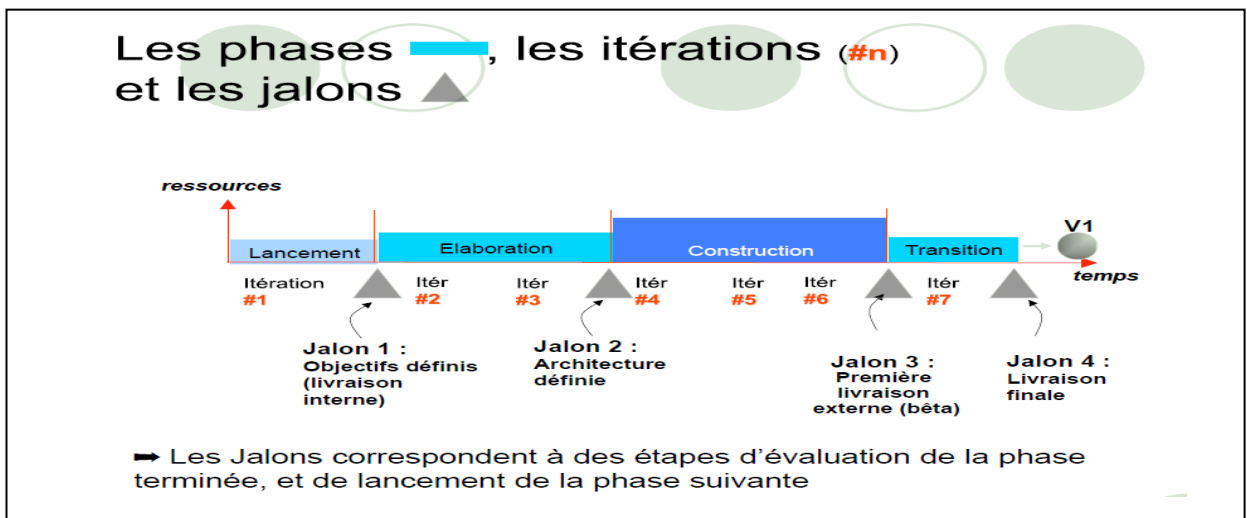 Les phases , les itérations (#n)
et les jalons
ressources
V1
Lancement
Elaboration
Construction
Transition
temps
Itération
#1
Itér
#2
Itér
#3
Itér
#4
Itér
#5
Itér
#6
Itér
#7
Jalon 1 :
Objectifs définis
(livraison
interne)
Jalon 2 :
Architecture
définie
Jalon 3 :
Première
livraison
externe (bêta)
Jalon 4 :
Livraison
finale
➨ Les Jalons correspondent à des étapes d’évaluation de la phase
terminée, et de lancement de la phase suivante